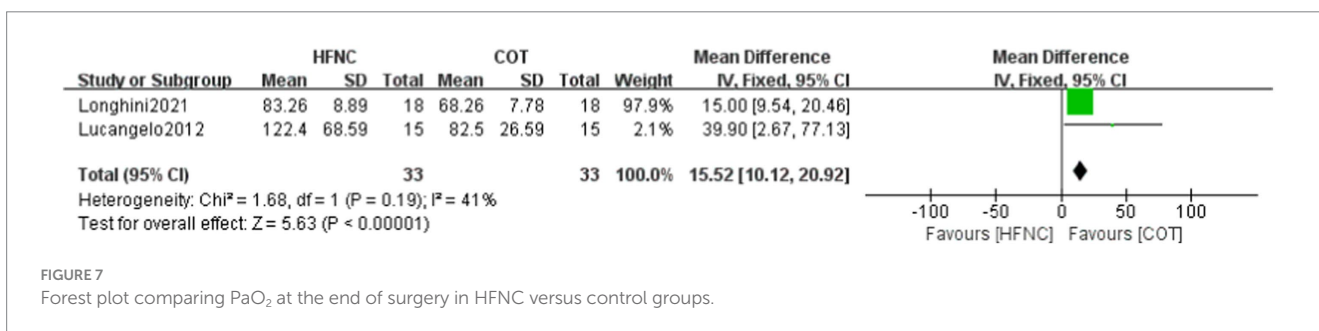 HFNC COT Mean Difference Mean Difference
Study or Subgroup Mean SD Total Mean SD Total Weight IV, Fixed, 95% CI IV, Fixed, 95% CI
Longhini2021 83.26 8.89 18 68.26 7.78 18 97.9% 15.00 [9.54, 20.46]
Lucangelo2012 122.4 68.59 15 82.5 26.59 15 2.1% 39.90 [2.67, 77.13]
Total (95% CI) 33 33 100.0% 15.52 [10.12, 20.92]
Heterogeneity: Chi² = 1.68, df = 1 (P = 0.19); I² = 41%
Test for overall effect: Z = 5.63 (P < 0.00001)
-100 -50 0 50 100
Favours [HFNC] Favours [COT]
FIGURE 7
Forest plot comparing PaO₂ at the end of surgery in HFNC versus control groups.